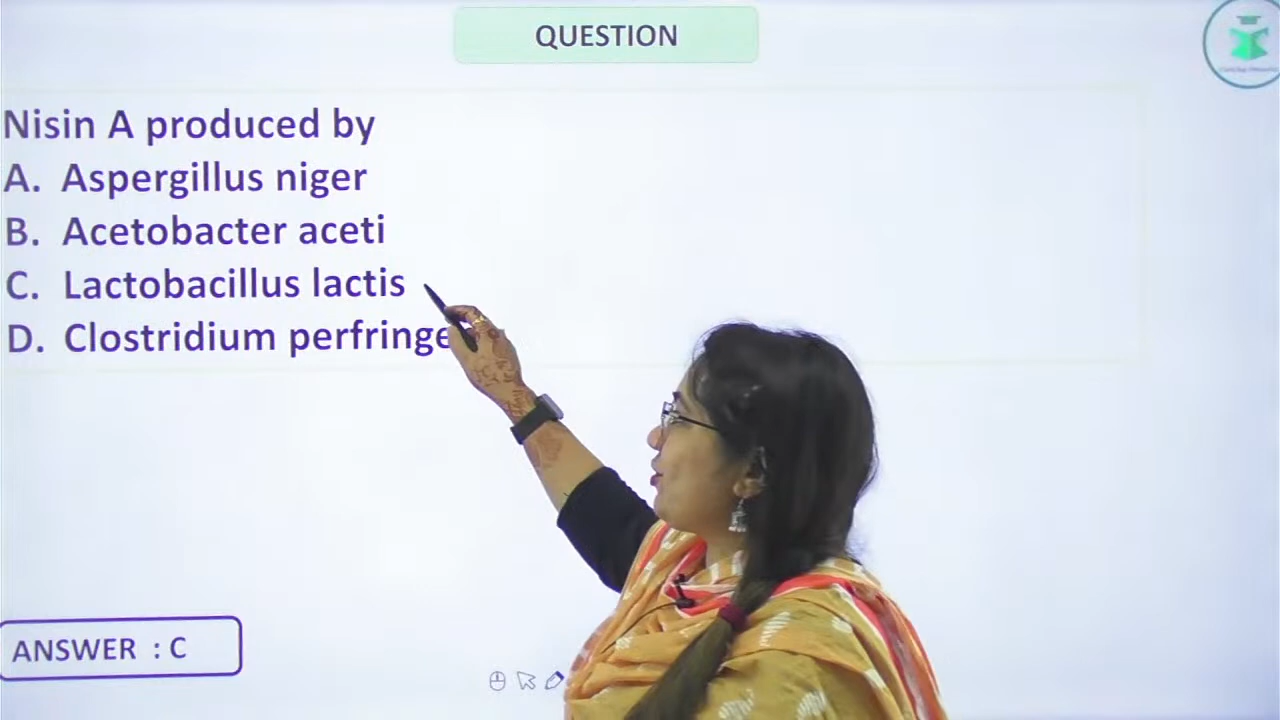 QUESTION
Nisin A produced by
A. Aspergillus niger
B. Acetobacter aceti
C. Lactobacillus lactis
D. Clostridium perfringe
ANSWER : C